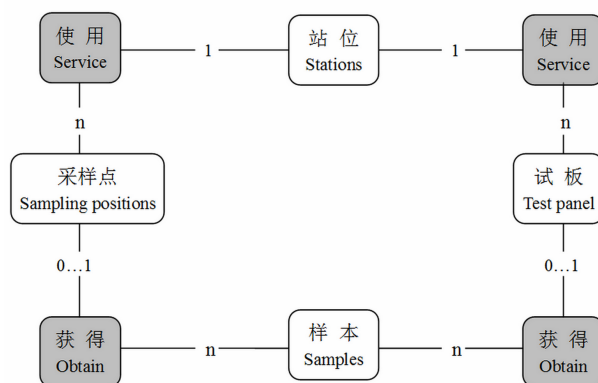 使 用
Service
1
站 位
Stations
1
使 用
Service
n
n
采样点
Sampling positions
试 板
Test panel
0…1
0…1
获 得
Obtain
n
样 本
Samples
n
获 得
Obtain